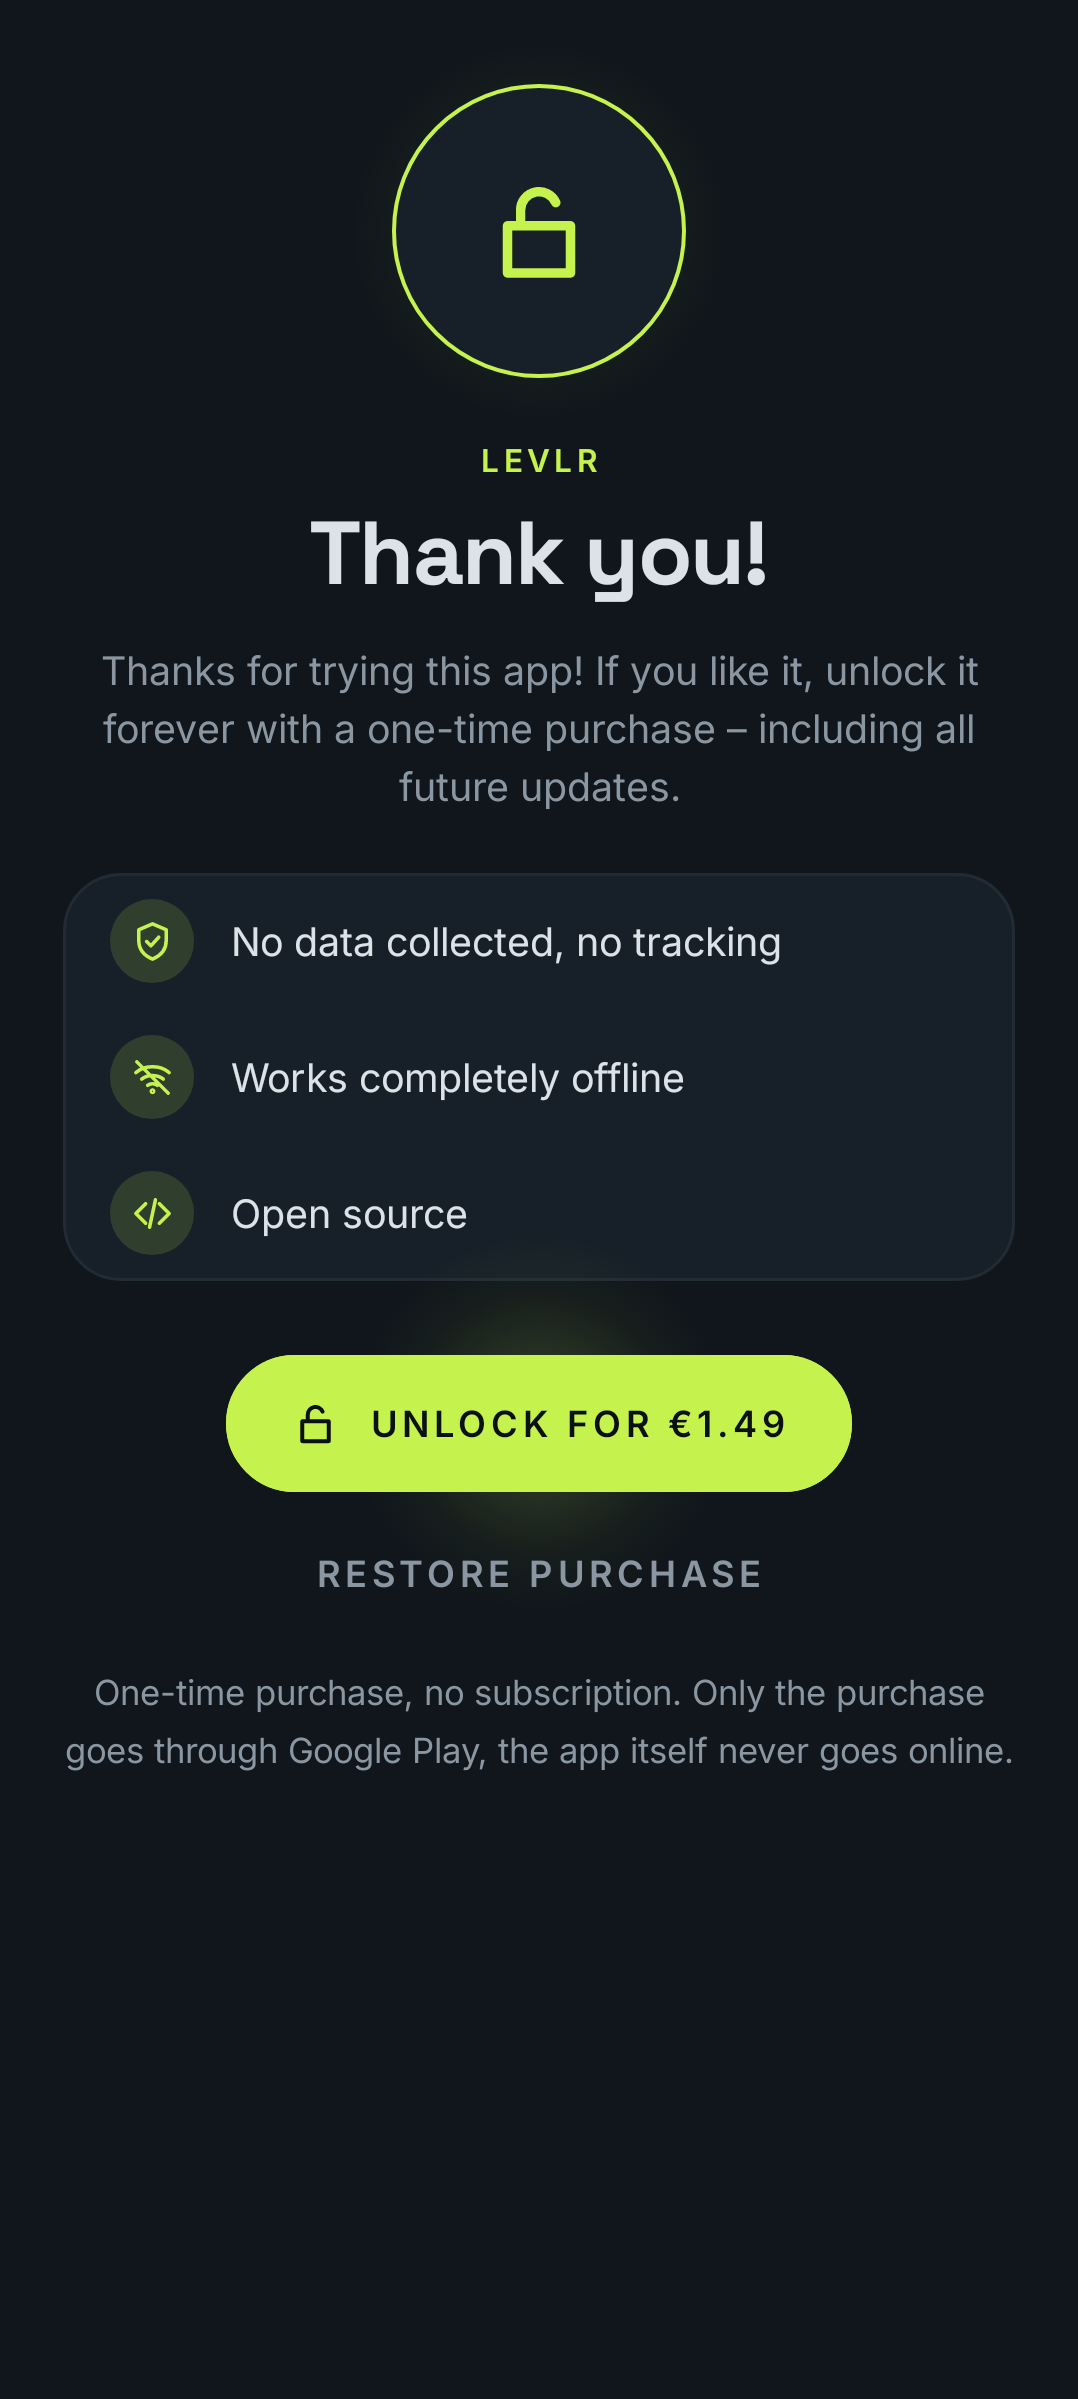 LEVLR
Thank you!
Thanks for trying this app! If you like it, unlock it
forever with a one-time purchase – including all
future updates.
No data collected, no tracking
Works completely offline
Open source
UNLOCK FOR €1.49
RESTORE PURCHASE
One-time purchase, no subscription. Only the purchase
goes through Google Play, the app itself never goes online.